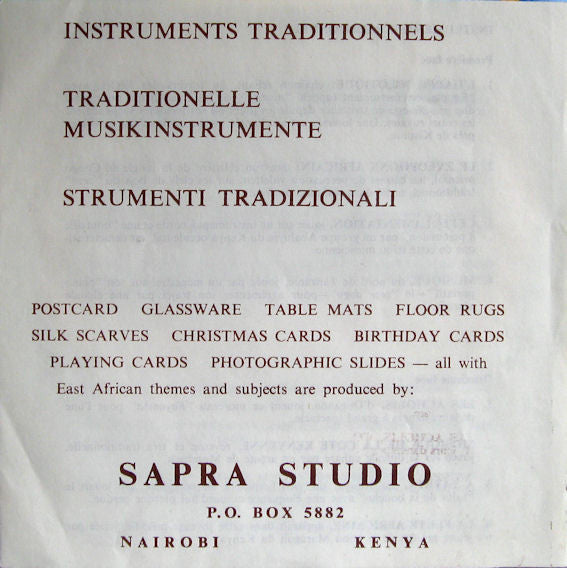 INSTRUMENTS TRADITIONNELS
TRADITIONELLE
MUSIKINSTRUMENTE
STRUMENTI TRADIZIONALI
POSTCARD GLASSWARE TABLE MATS FLOOR RUGS
SILK SCARVES CHRISTMAS CARDS BIRTHDAY CARDS
PLAYING CARDS PHOTOGRAPHIC SLIDES — all with
East African themes and subjects are produced by:
SAPRA STUDIO
P.O. BOX 5882
NAIROBI KENYA